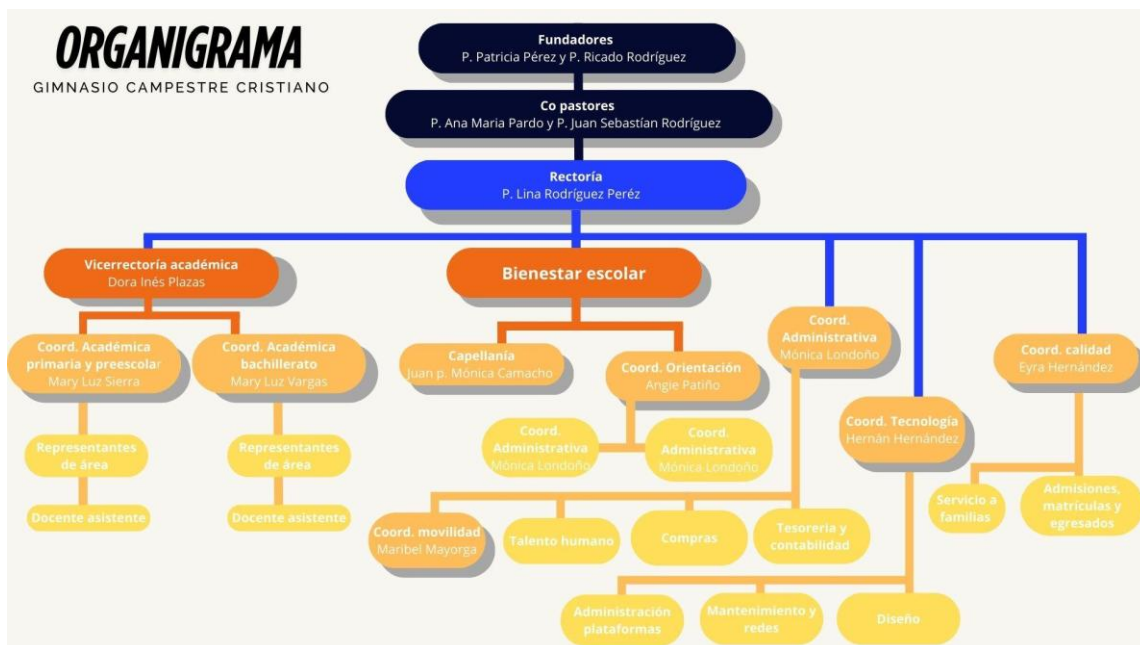 ORGANIGRAMA
GIMNASIO CAMPESTRE CRISTIANO
Fundadores
P. Patricia Pérez y P. Ricado Rodríguez
Co pastores
P. Ana Maria Pardo y P. Juan Sebastían Rodríguez
Rectoría
P. Lina Rodríguez Peréz
Vicerrectoría académica
Dora Inés Plazas
Bienestar escolar
Coord. Académica
primaria y preescolar
Mary Luz Sierra
Coord. Académica
bachillerato
Mary Luz Vargas
Capellanía
Juan p. Mónica Camacho
Coord. Orientación
Angie Patiño
Coord.
Administrativa
Mónica Londoño
Coord. calidad
Eyra Hernández
Coord. Tecnología
Hernán Hernández
Representantes
de área
Representantes
de área
Coord.
Administrativa
Mónica Londoño
Coord.
Administrativa
Mónica Londoño
Docente asistente
Docente asistente
Coord. movilidad
Maribel Mayorga
Talento humano
Compras
Tesoreria y
contabilidad
Servicio a
familias
Admisiones,
matrículas y
egresados
Administración
plataformas
Mantenimiento y
redes
Diseño